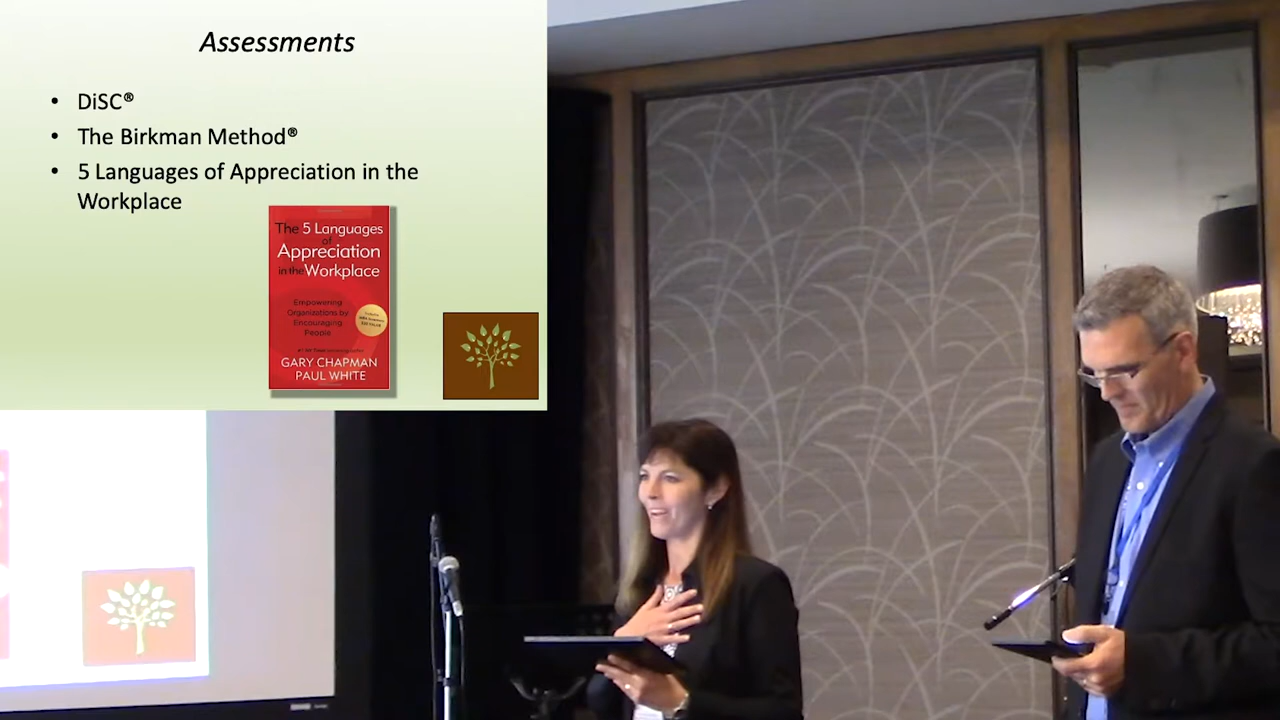 Assessments
• DiSC®
• The Birkman Method®
• 5 Languages of Appreciation in the
Workplace
The 5 Languages
of
Appreciation
in the Workplace
Empowering
Organizations by
Encouraging
People
GARY CHAPMAN
PAUL WHITE